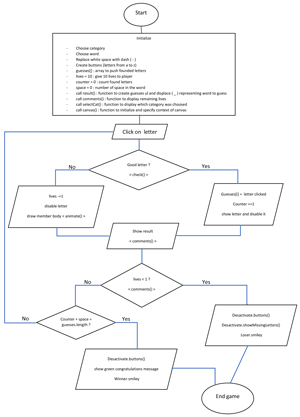 Start
Initialize
- Choose category
- Choose word
- Replace white space with dash ( - )
- Create buttons (letters from a to z)
- guesses[] : array to push founded letters
- lives = 10 : give 10 lives to player
- counter = 0 : count found letters
- space = 0 : number of space in the word
- call result() : function to create guesses ul and displace ( _ ) representing word to guess
- call comments() : function to display remaining lives
- call selectCat() : function to display which category was choosed
- call canvas() : function to initialize and specify context of canvas
Click on letter
Good letter ?
< check() >
No
Yes
lives -=1
disable letter
draw member body < animate() >
Guesses[i] = letter clicked
Counter +=1
show letter and disable it
Show result
< comments() >
lives < 1 ?
< comments() >
No
Yes
Counter + space =
guesses.length ?
No
Yes
Desactivate.buttons()
Desactivate.showMissingLetters()
Loser.smiley
Desactivate.buttons()
show green congratulations message
Winner.smiley
End game